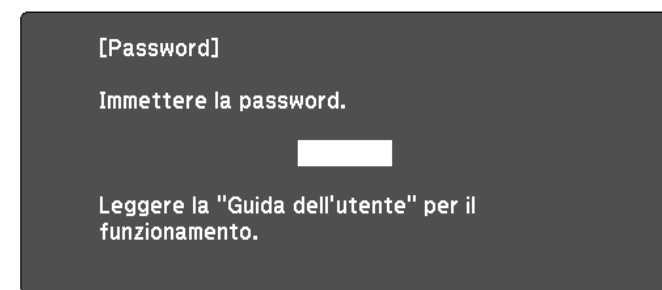 [Password]
Immettere la password.
Leggere la "Guida dell'utente" per il
funzionamento.